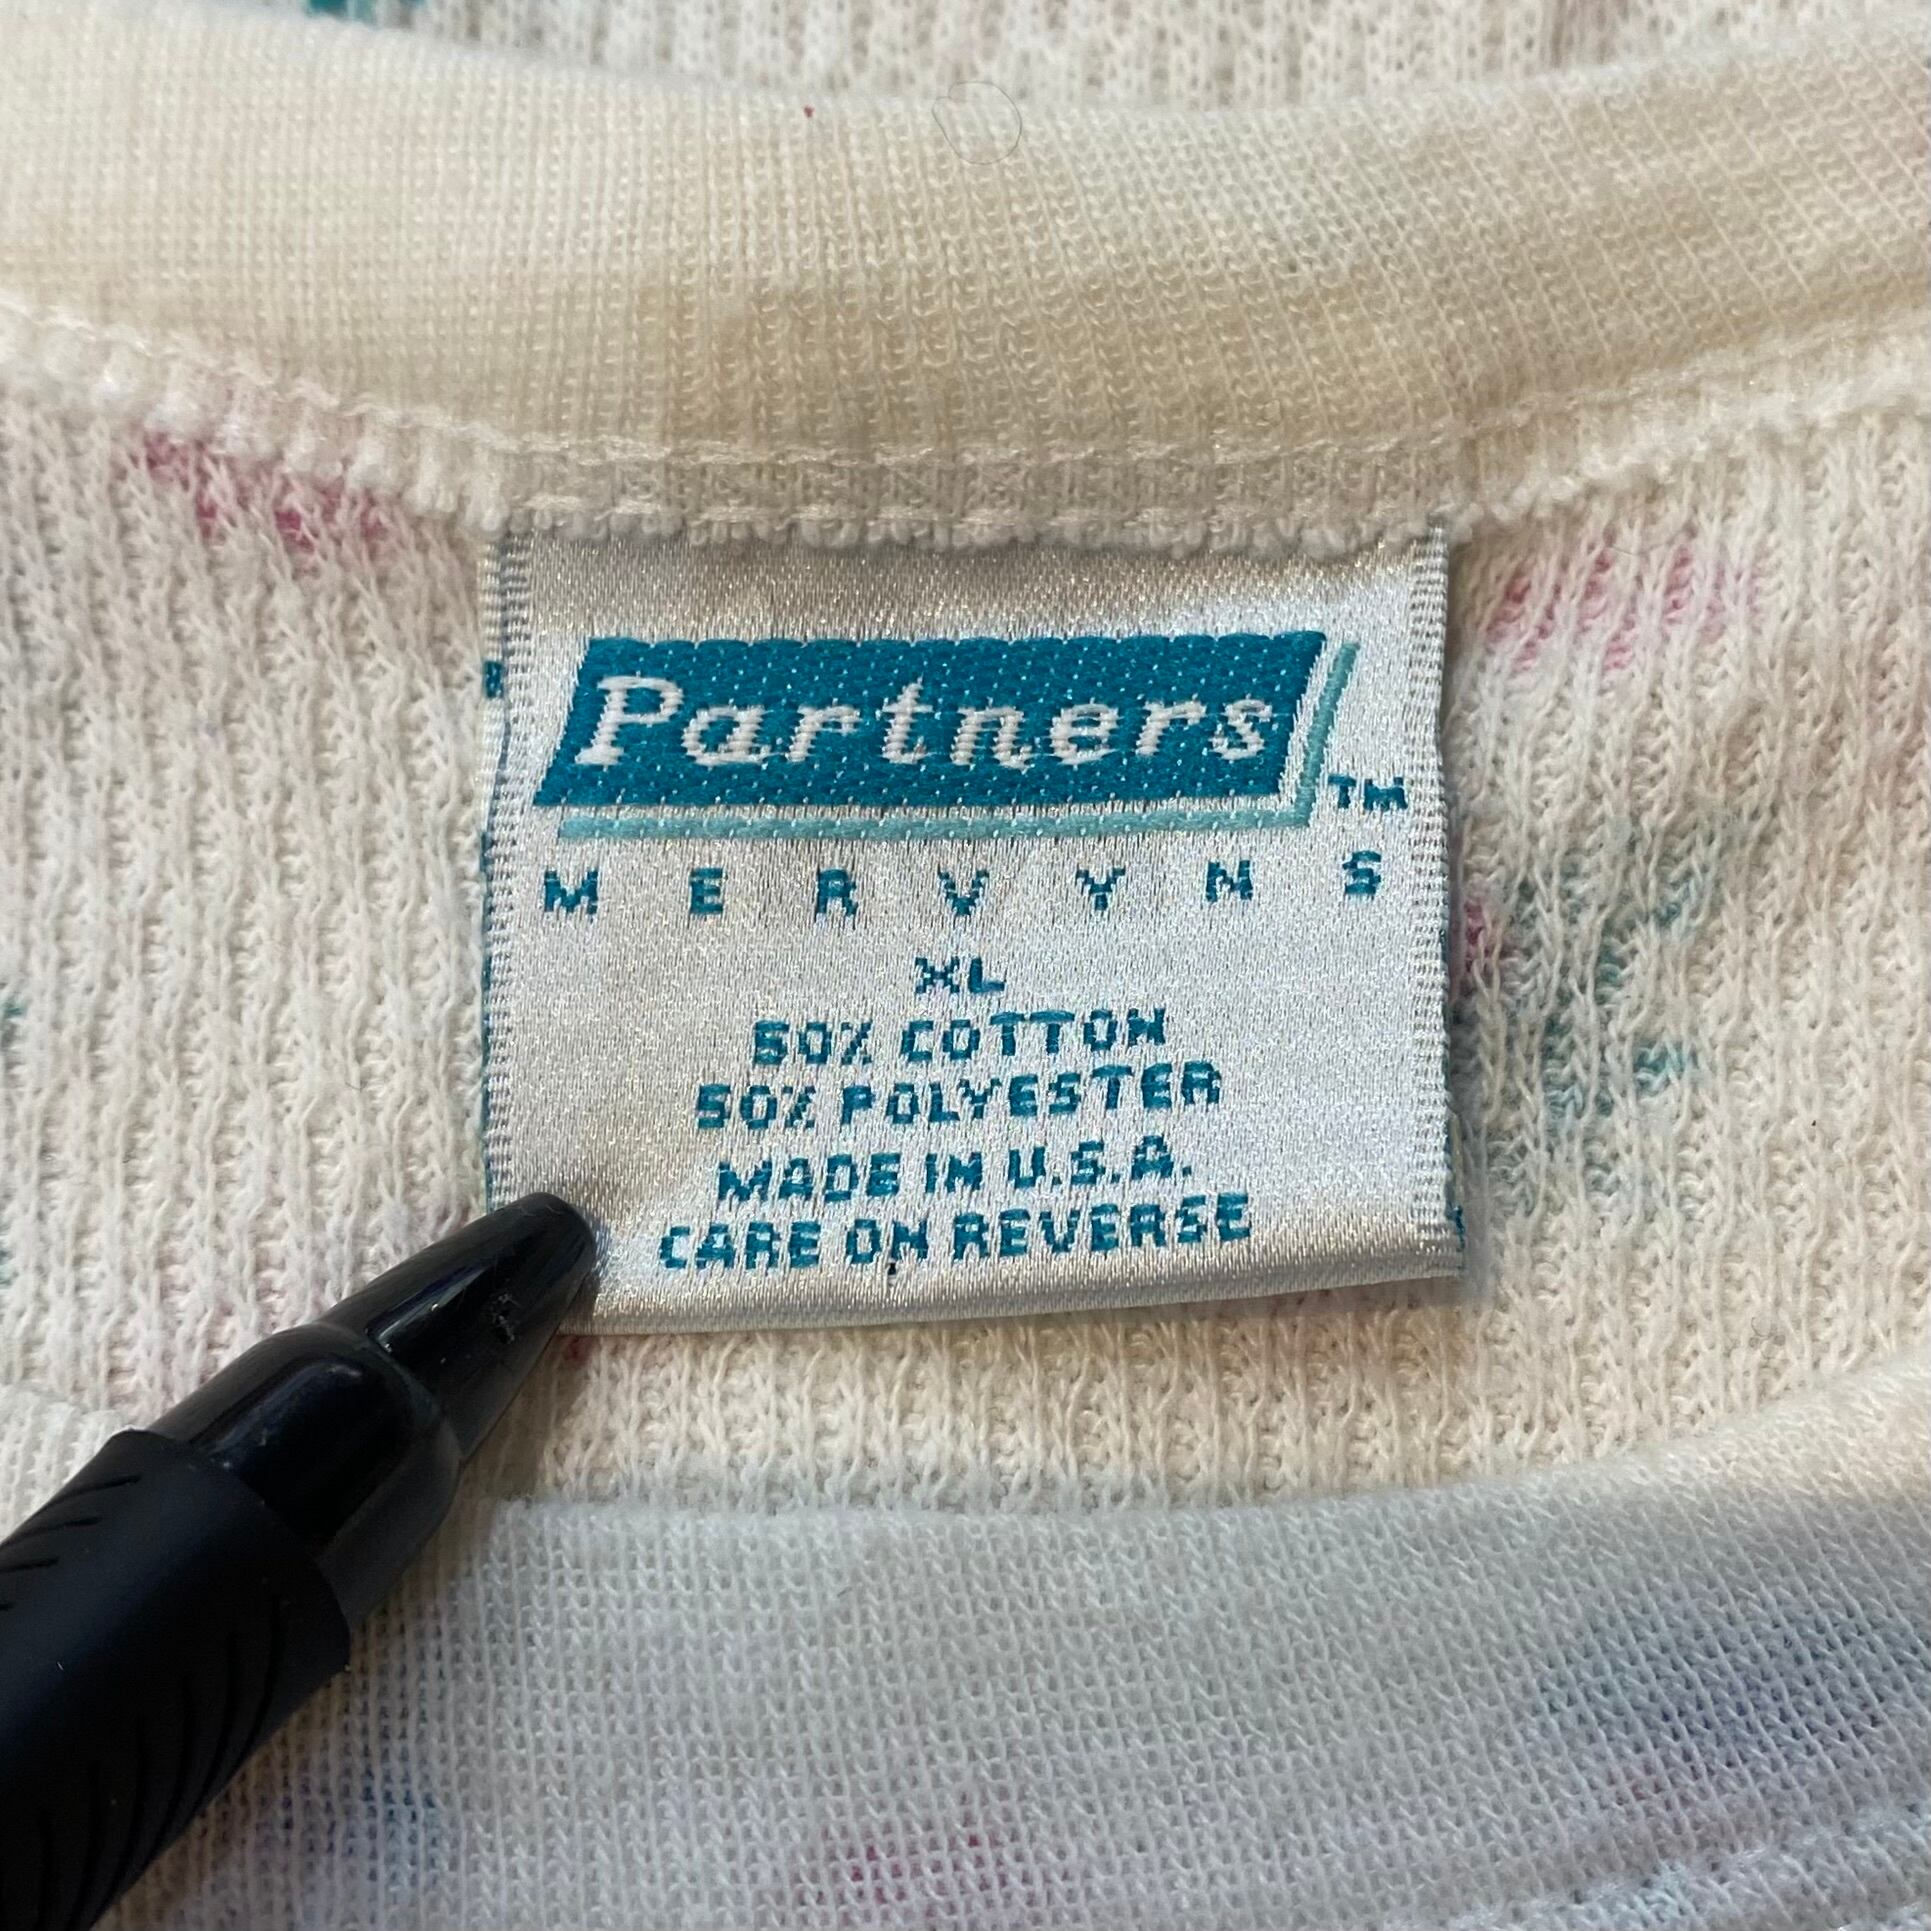 Partners
TM
MERVYNS
XL
50% COTTON
50% POLYESTER
MADE IN U.S.A.
CARE ON REVERSE